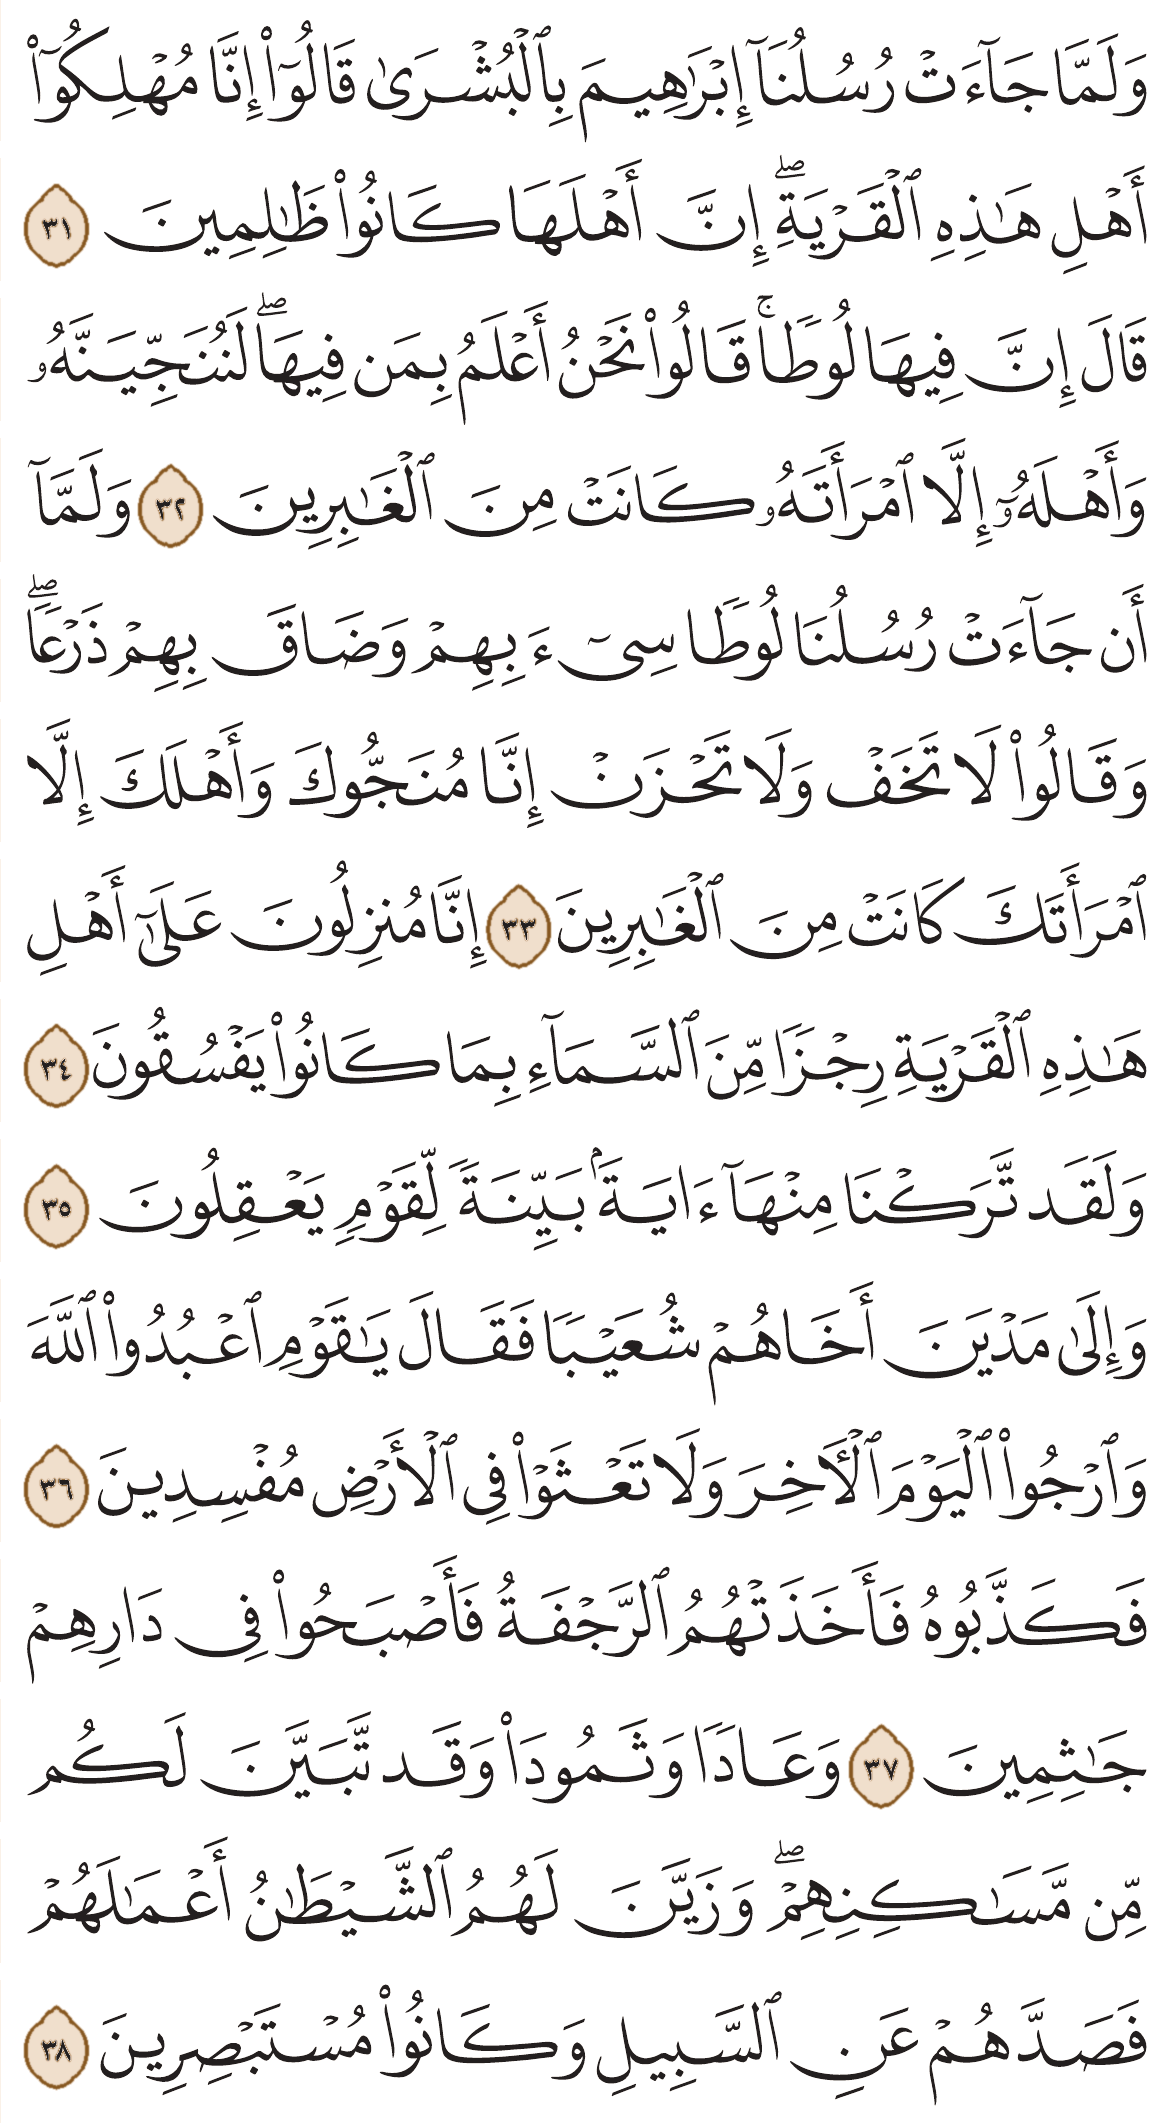 وَلَمَّا جَآءَتْ رُسُلُنَآ إِبْرَٰهِيمَ بِٱلْبُشْرَىٰ قَالُوٓا۟ إِنَّا مُهْلِكُوٓا۟
أَهْلِ هَـٰذِهِ ٱلْقَرْيَةِ ۖ إِنَّ أَهْلَهَا كَانُوا۟ ظَـٰلِمِينَ ٣١
قَالَ إِنَّ فِيهَا لُوطًا ۚ قَالُوا۟ نَحْنُ أَعْلَمُ بِمَن فِيهَا ۖ لَنُنَجِّيَنَّهُۥ
وَأَهْلَهُۥٓ إِلَّا ٱمْرَأَتَهُۥ كَانَتْ مِنَ ٱلْغَـٰبِرِينَ ٣٢ وَلَمَّآ
أَن جَآءَتْ رُسُلُنَا لُوطًا سِىٓءَ بِهِمْ وَضَاقَ بِهِمْ ذَرْعًا ۖ
وَقَالُوا۟ لَا تَخَفْ وَلَا تَحْزَنْ إِنَّا مُنَجُّوكَ وَأَهْلَكَ إِلَّا
ٱمْرَأَتَكَ كَانَتْ مِنَ ٱلْغَـٰبِرِينَ ٣٣ إِنَّا مُنزِلُونَ عَلَىٰٓ أَهْلِ
هَـٰذِهِ ٱلْقَرْيَةِ رِجْزًا مِّنَ ٱلسَّمَآءِ بِمَا كَانُوا۟ يَفْسُقُونَ ٣٤
وَلَقَد تَّرَكْنَا مِنْهَآ ءَايَةًۢ بَيِّنَةً لِّقَوْمٍ يَعْقِلُونَ ٣٥
وَإِلَىٰ مَدْيَنَ أَخَاهُمْ شُعَيْبًا فَقَالَ يَـٰقَوْمِ ٱعْبُدُوا۟ ٱللَّهَ
وَٱرْجُوا۟ ٱلْيَوْمَ ٱلْـَٔاخِرَ وَلَا تَعْثَوْا۟ فِى ٱلْأَرْضِ مُفْسِدِينَ ٣٦
فَكَذَّبُوهُ فَأَخَذَتْهُمُ ٱلرَّجْفَةُ فَأَصْبَحُوا۟ فِى دَارِهِمْ
جَـٰثِمِينَ ٣٧ وَعَادًا وَثَمُودَا۟ وَقَد تَّبَيَّنَ لَكُم
مِّن مَّسَـٰكِنِهِمْ ۖ وَزَيَّنَ لَهُمُ ٱلشَّيْطَـٰنُ أَعْمَـٰلَهُمْ
فَصَدَّهُمْ عَنِ ٱلسَّبِيلِ وَكَانُوا۟ مُسْتَبْصِرِينَ ٣٨